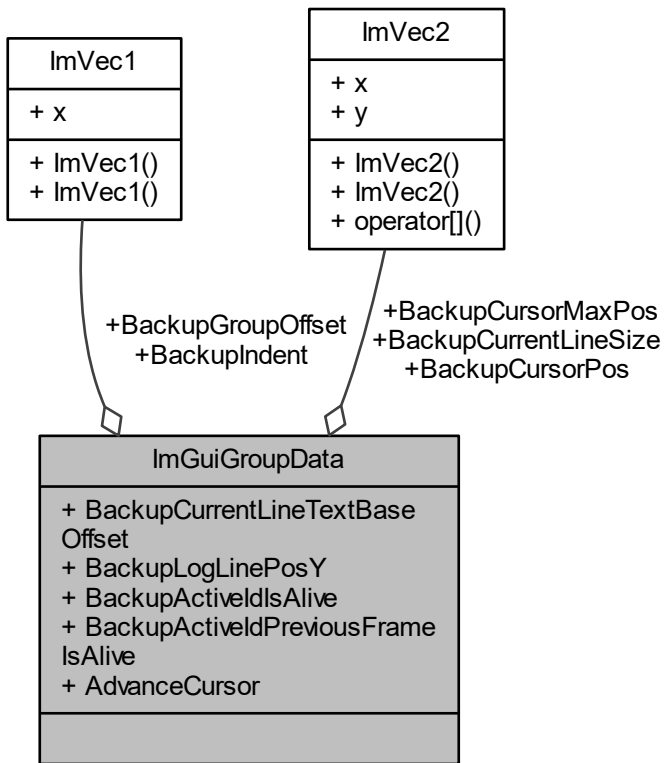 ImVec1
+ x
+ ImVec1()
+ ImVec1()
ImVec2
+ x
+ y
+ ImVec2()
+ ImVec2()
+ operator[]()
+BackupGroupOffset
+BackupIndent
+BackupCursorMaxPos
+BackupCurrentLineSize
+BackupCursorPos
ImGuiGroupData
+ BackupCurrentLineTextBase
Offset
+ BackupLogLinePosY
+ BackupActiveIdIsAlive
+ BackupActiveIdPreviousFrame
IsAlive
+ AdvanceCursor